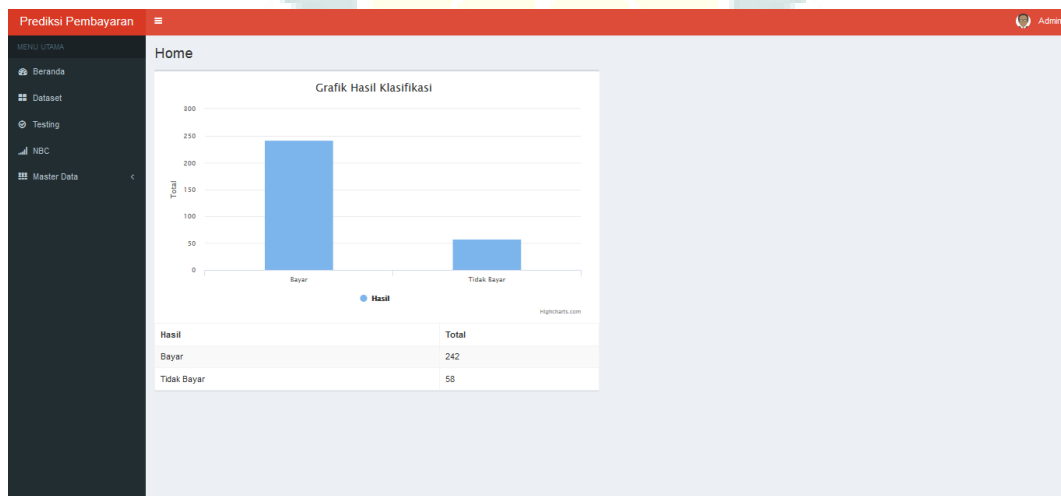 Prediksi Pembayaran
Admin
MENU UTAMA
Beranda
Dataset
Testing
NBC
Master Data
Home
Grafik Hasil Klasifikasi
300
250
200
150
100
50
0
Total
Bayar
Tidak Bayar
Hasil
Highcharts.com
Hasil Total
Bayar 242
Tidak Bayar 58